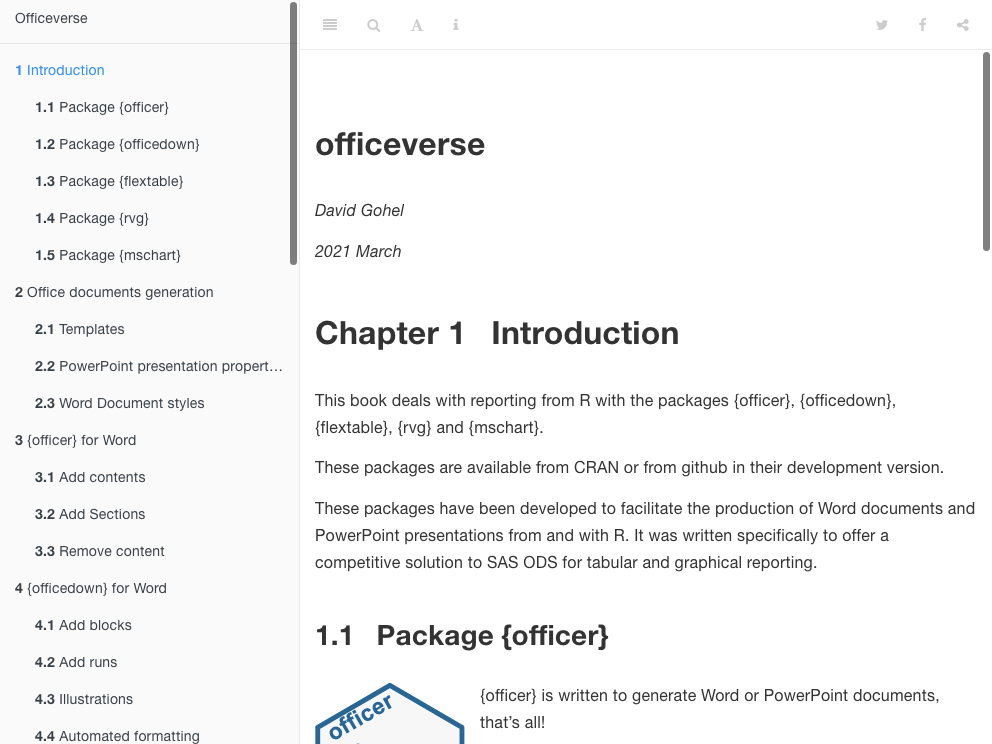 Officeverse
1 Introduction
1.1 Package {officer}
1.2 Package {officedown}
1.3 Package {flextable}
1.4 Package {rvg}
1.5 Package {mschart}
2 Office documents generation
2.1 Templates
2.2 PowerPoint presentation propert…
2.3 Word Document styles
3 {officer} for Word
3.1 Add contents
3.2 Add Sections
3.3 Remove content
4 {officedown} for Word
4.1 Add blocks
4.2 Add runs
4.3 Illustrations
4.4 Automated formatting
A
i
officeverse
David Gohel
2021 March
Chapter 1 Introduction
This book deals with reporting from R with the packages {officer}, {officedown},
{flextable}, {rvg} and {mschart}.
These packages are available from CRAN or from github in their development version.
These packages have been developed to facilitate the production of Word documents and
PowerPoint presentations from and with R. It was written specifically to offer a
competitive solution to SAS ODS for tabular and graphical reporting.
1.1 Package {officer}
officer
{officer} is written to generate Word or PowerPoint documents,
that’s all!